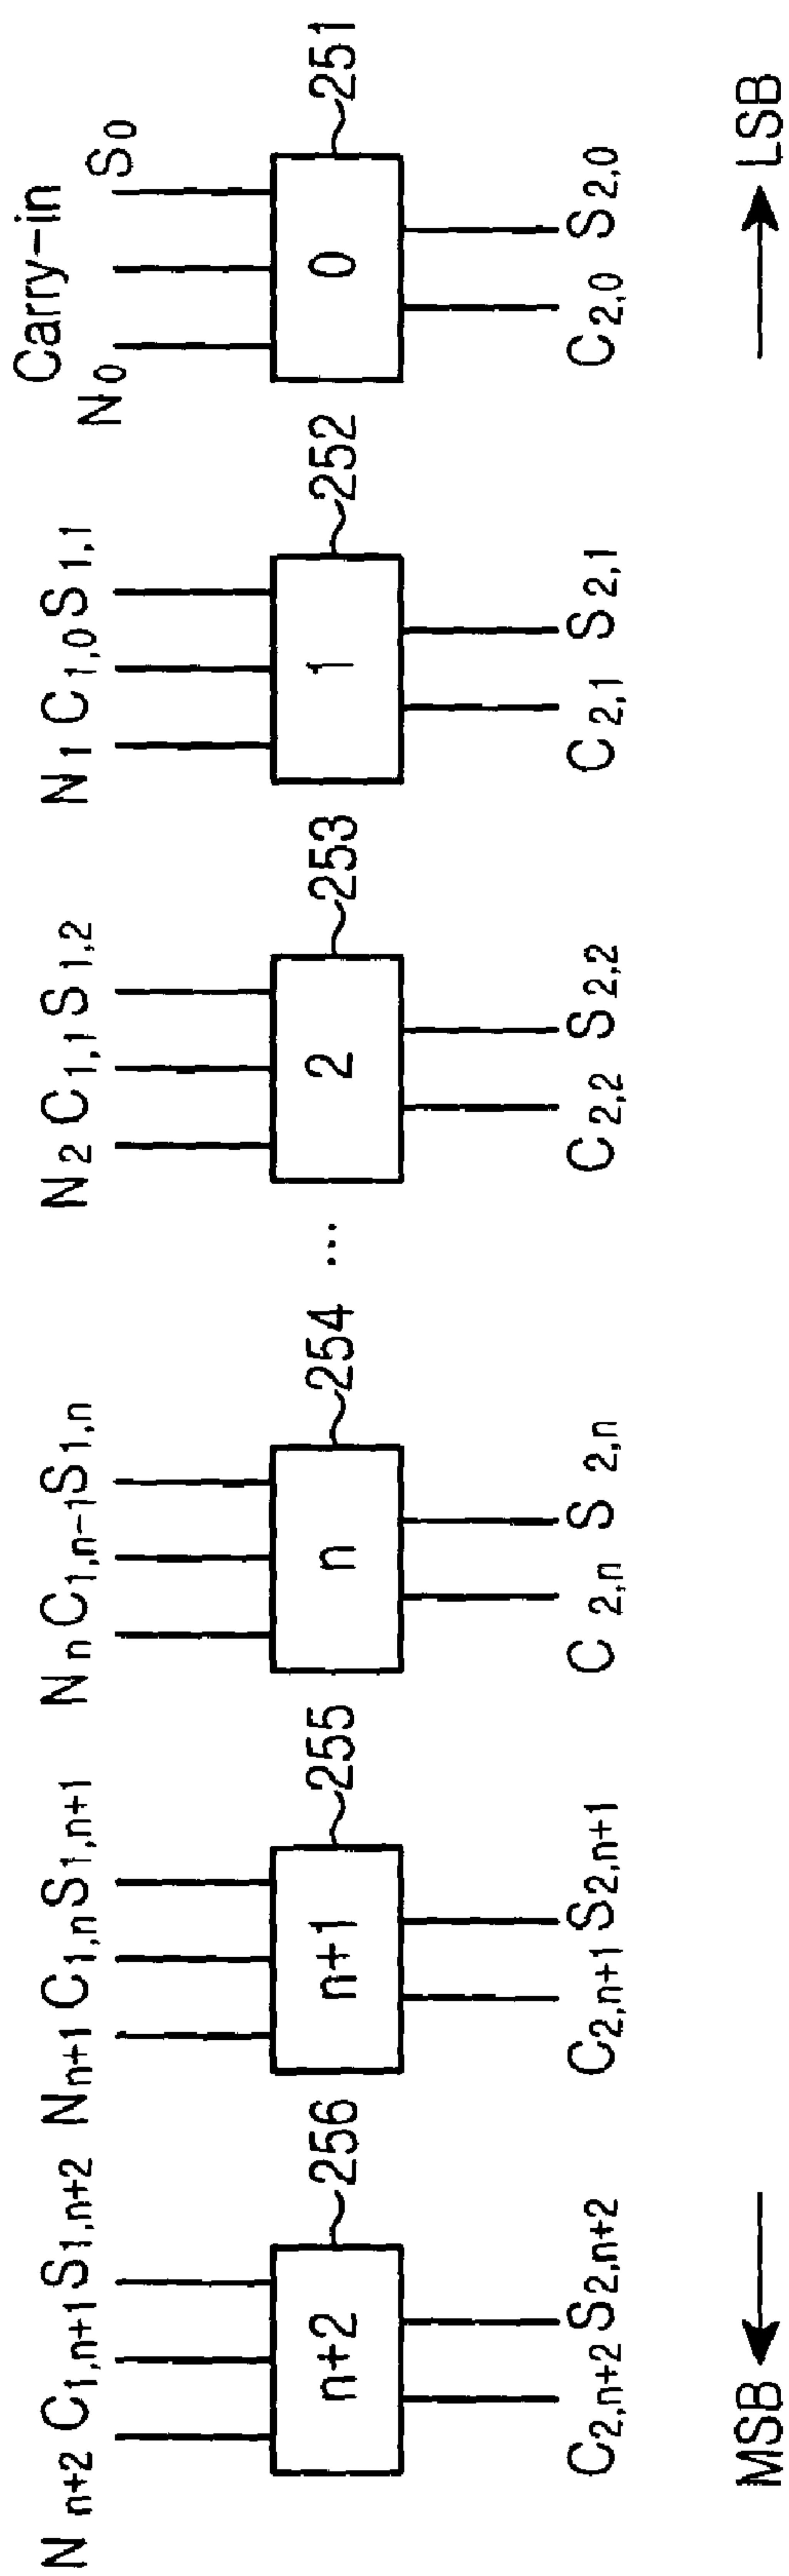 Carry-in
N n+2 C1,n+1 S1,n+2 Nn+1 C1,n S1,n+1 Nn C1,n-1 S1,n N2 C1,1 S1,2 N1 C1,0 S1,1 N0 S0
256 255 254 253 252 251
n+2 n+1 n ... 2 1 0
C2,n+2 S2,n+2 C2,n+1 S2,n+1 C 2,n S 2,n C2,2 S2,2 C2,1 S2,1 C2,0 S2,0
MSB LSB